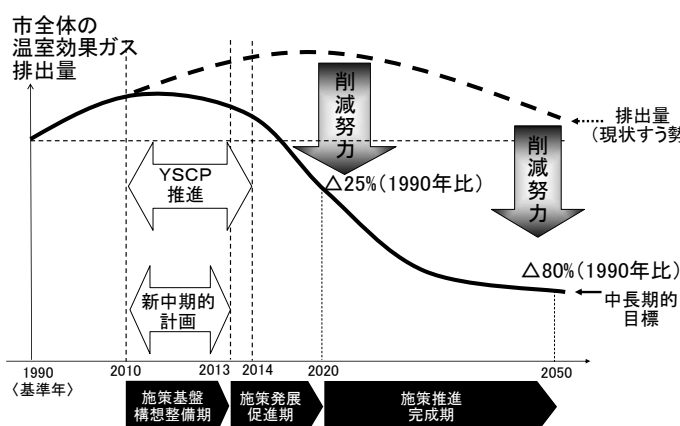 市全体の
温室効果ガス
排出量
削減努力
排出量
(現状すう勢
削減努力
YSCP
推進
△25%(1990年比)
△80%(1990年比)
中長期的
目標
新中期的
計画
1990
〈基準年〉
2010
2013
2014
2020
2050
施策基盤
構想整備期
施策発展
促進期
施策推進
完成期